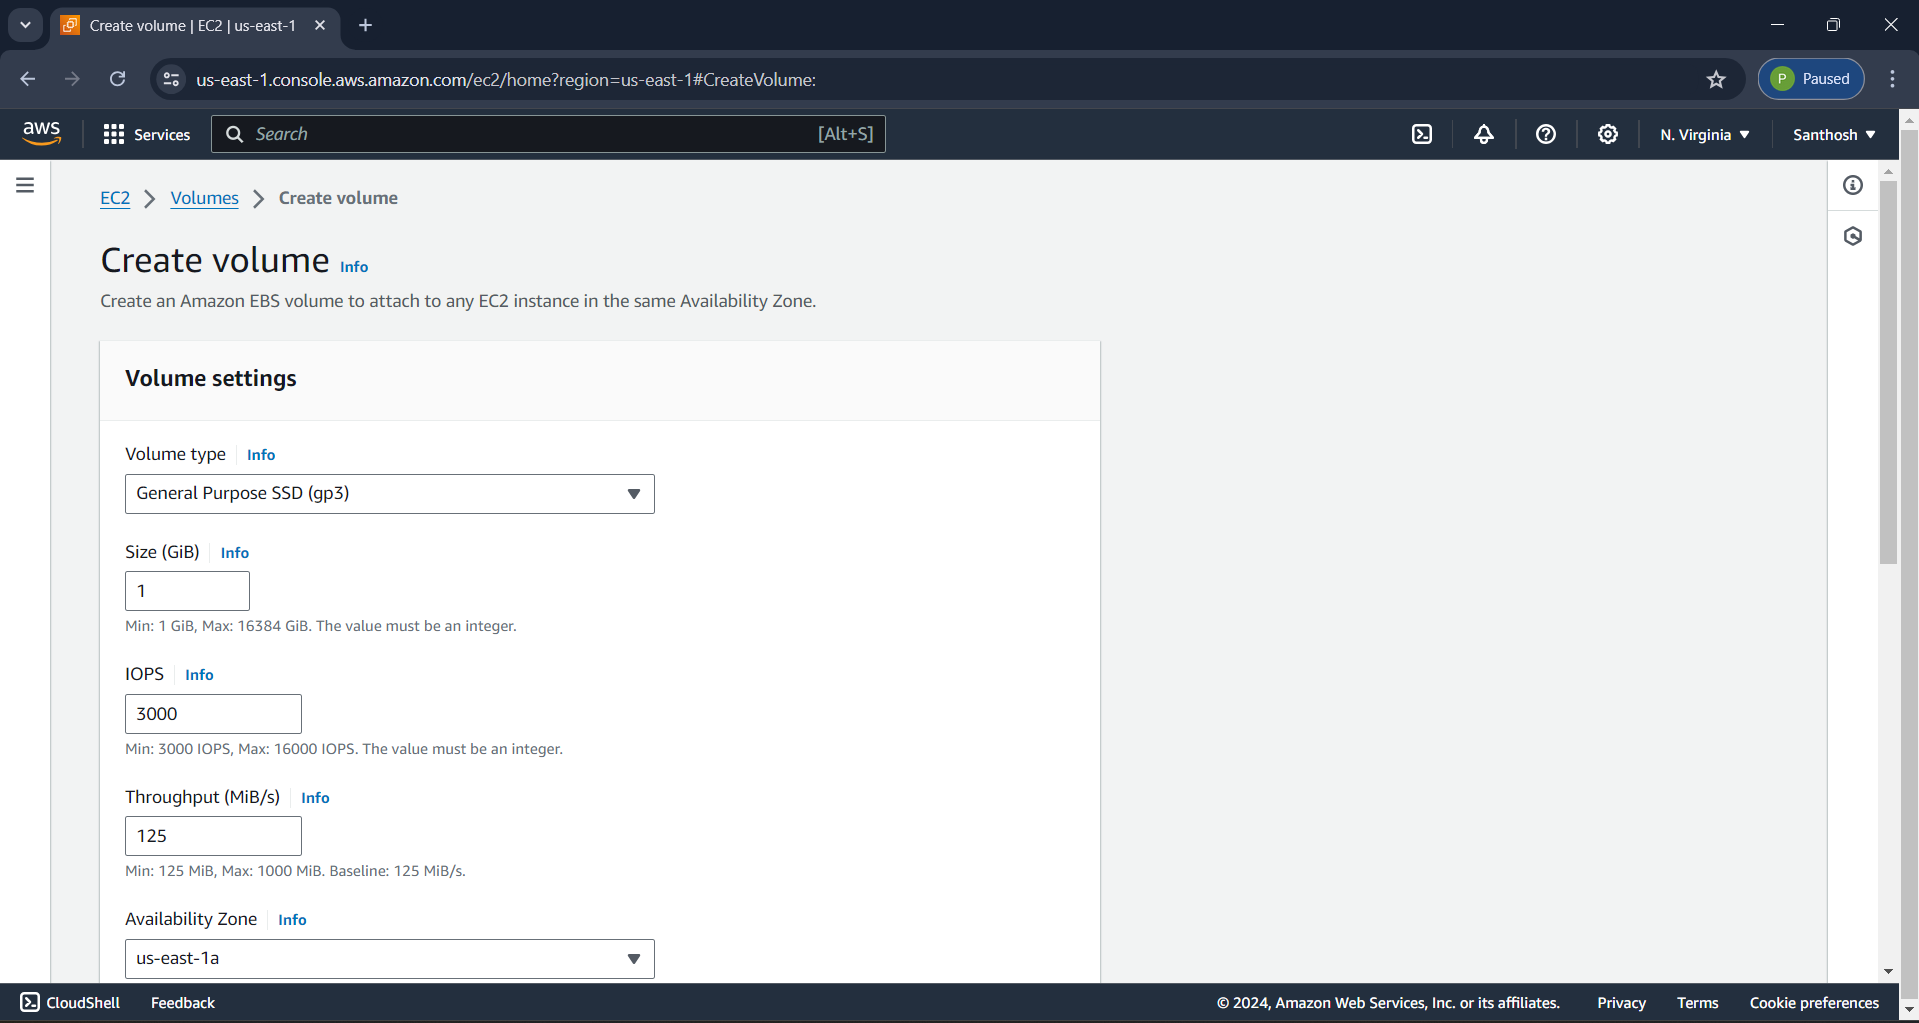 Create volume | EC2 | us-east-1
us-east-1.console.aws.amazon.com/ec2/home?region=us-east-1#CreateVolume:
P Paused
aws Services Search [Alt+S] N. Virginia Santhosh
EC2 Volumes Create volume
Create volume Info
Create an Amazon EBS volume to attach to any EC2 instance in the same Availability Zone.
Volume settings
Volume type Info
General Purpose SSD (gp3)
Size (GiB) Info
1
Min: 1 GiB, Max: 16384 GiB. The value must be an integer.
IOPS Info
3000
Min: 3000 IOPS, Max: 16000 IOPS. The value must be an integer.
Throughput (MiB/s) Info
125
Min: 125 MiB, Max: 1000 MiB. Baseline: 125 MiB/s.
Availability Zone Info
us-east-1a
CloudShell Feedback © 2024, Amazon Web Services, Inc. or its affiliates. Privacy Terms Cookie preferences